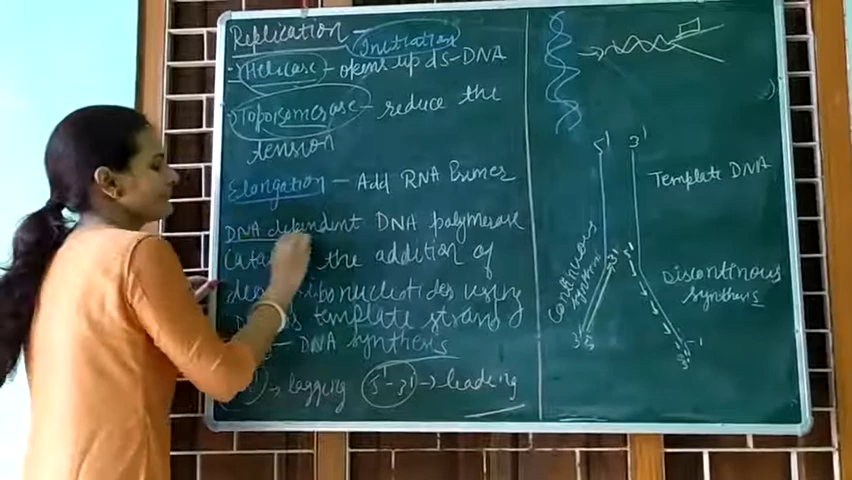 Replication
Initiation
- Helicase - opens up ds-DNA
Topoisomerase - reduce the
tension
Elongation - Add RNA Primer
DNA dependent DNA polymerase
the addition of
using
template strand
- DNA synthesis
lagging 5'-3' → leading
5' 3'
Template DNA
Continuous
synthesis
3' 5'
Discontinuous
synthesis
3' 5'
5'
3'